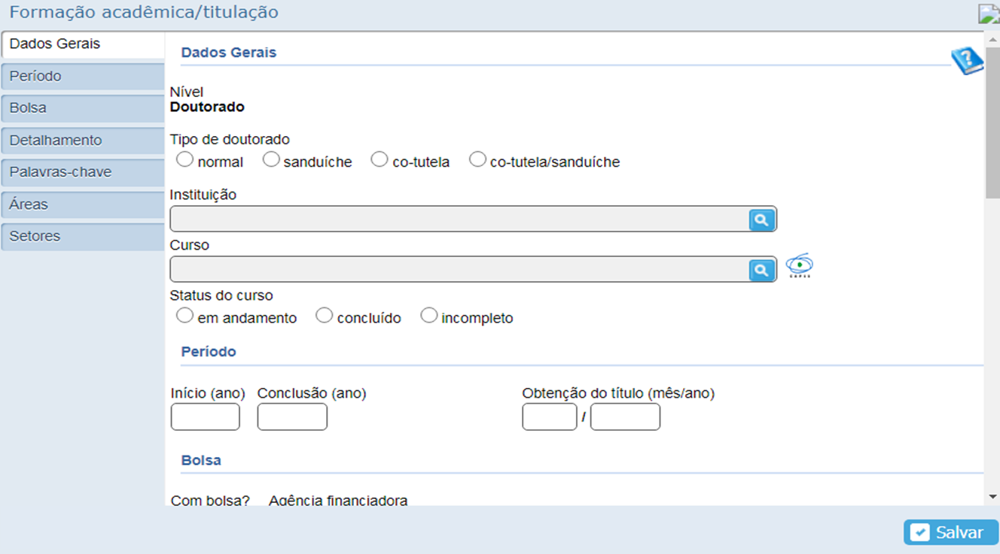 Formação acadêmica/titulação
Dados Gerais
Período
Bolsa
Detalhamento
Palavras-chave
Áreas
Setores
Dados Gerais
Nível
Doutorado
Tipo de doutorado
normal sanduíche co-tutela co-tutela/sanduíche
Instituição
Curso
CAPES
Status do curso
em andamento concluído incompleto
Período
Início (ano) Conclusão (ano) Obtenção do título (mês/ano)
/
Bolsa
Com bolsa? Agência financiadora
Salvar